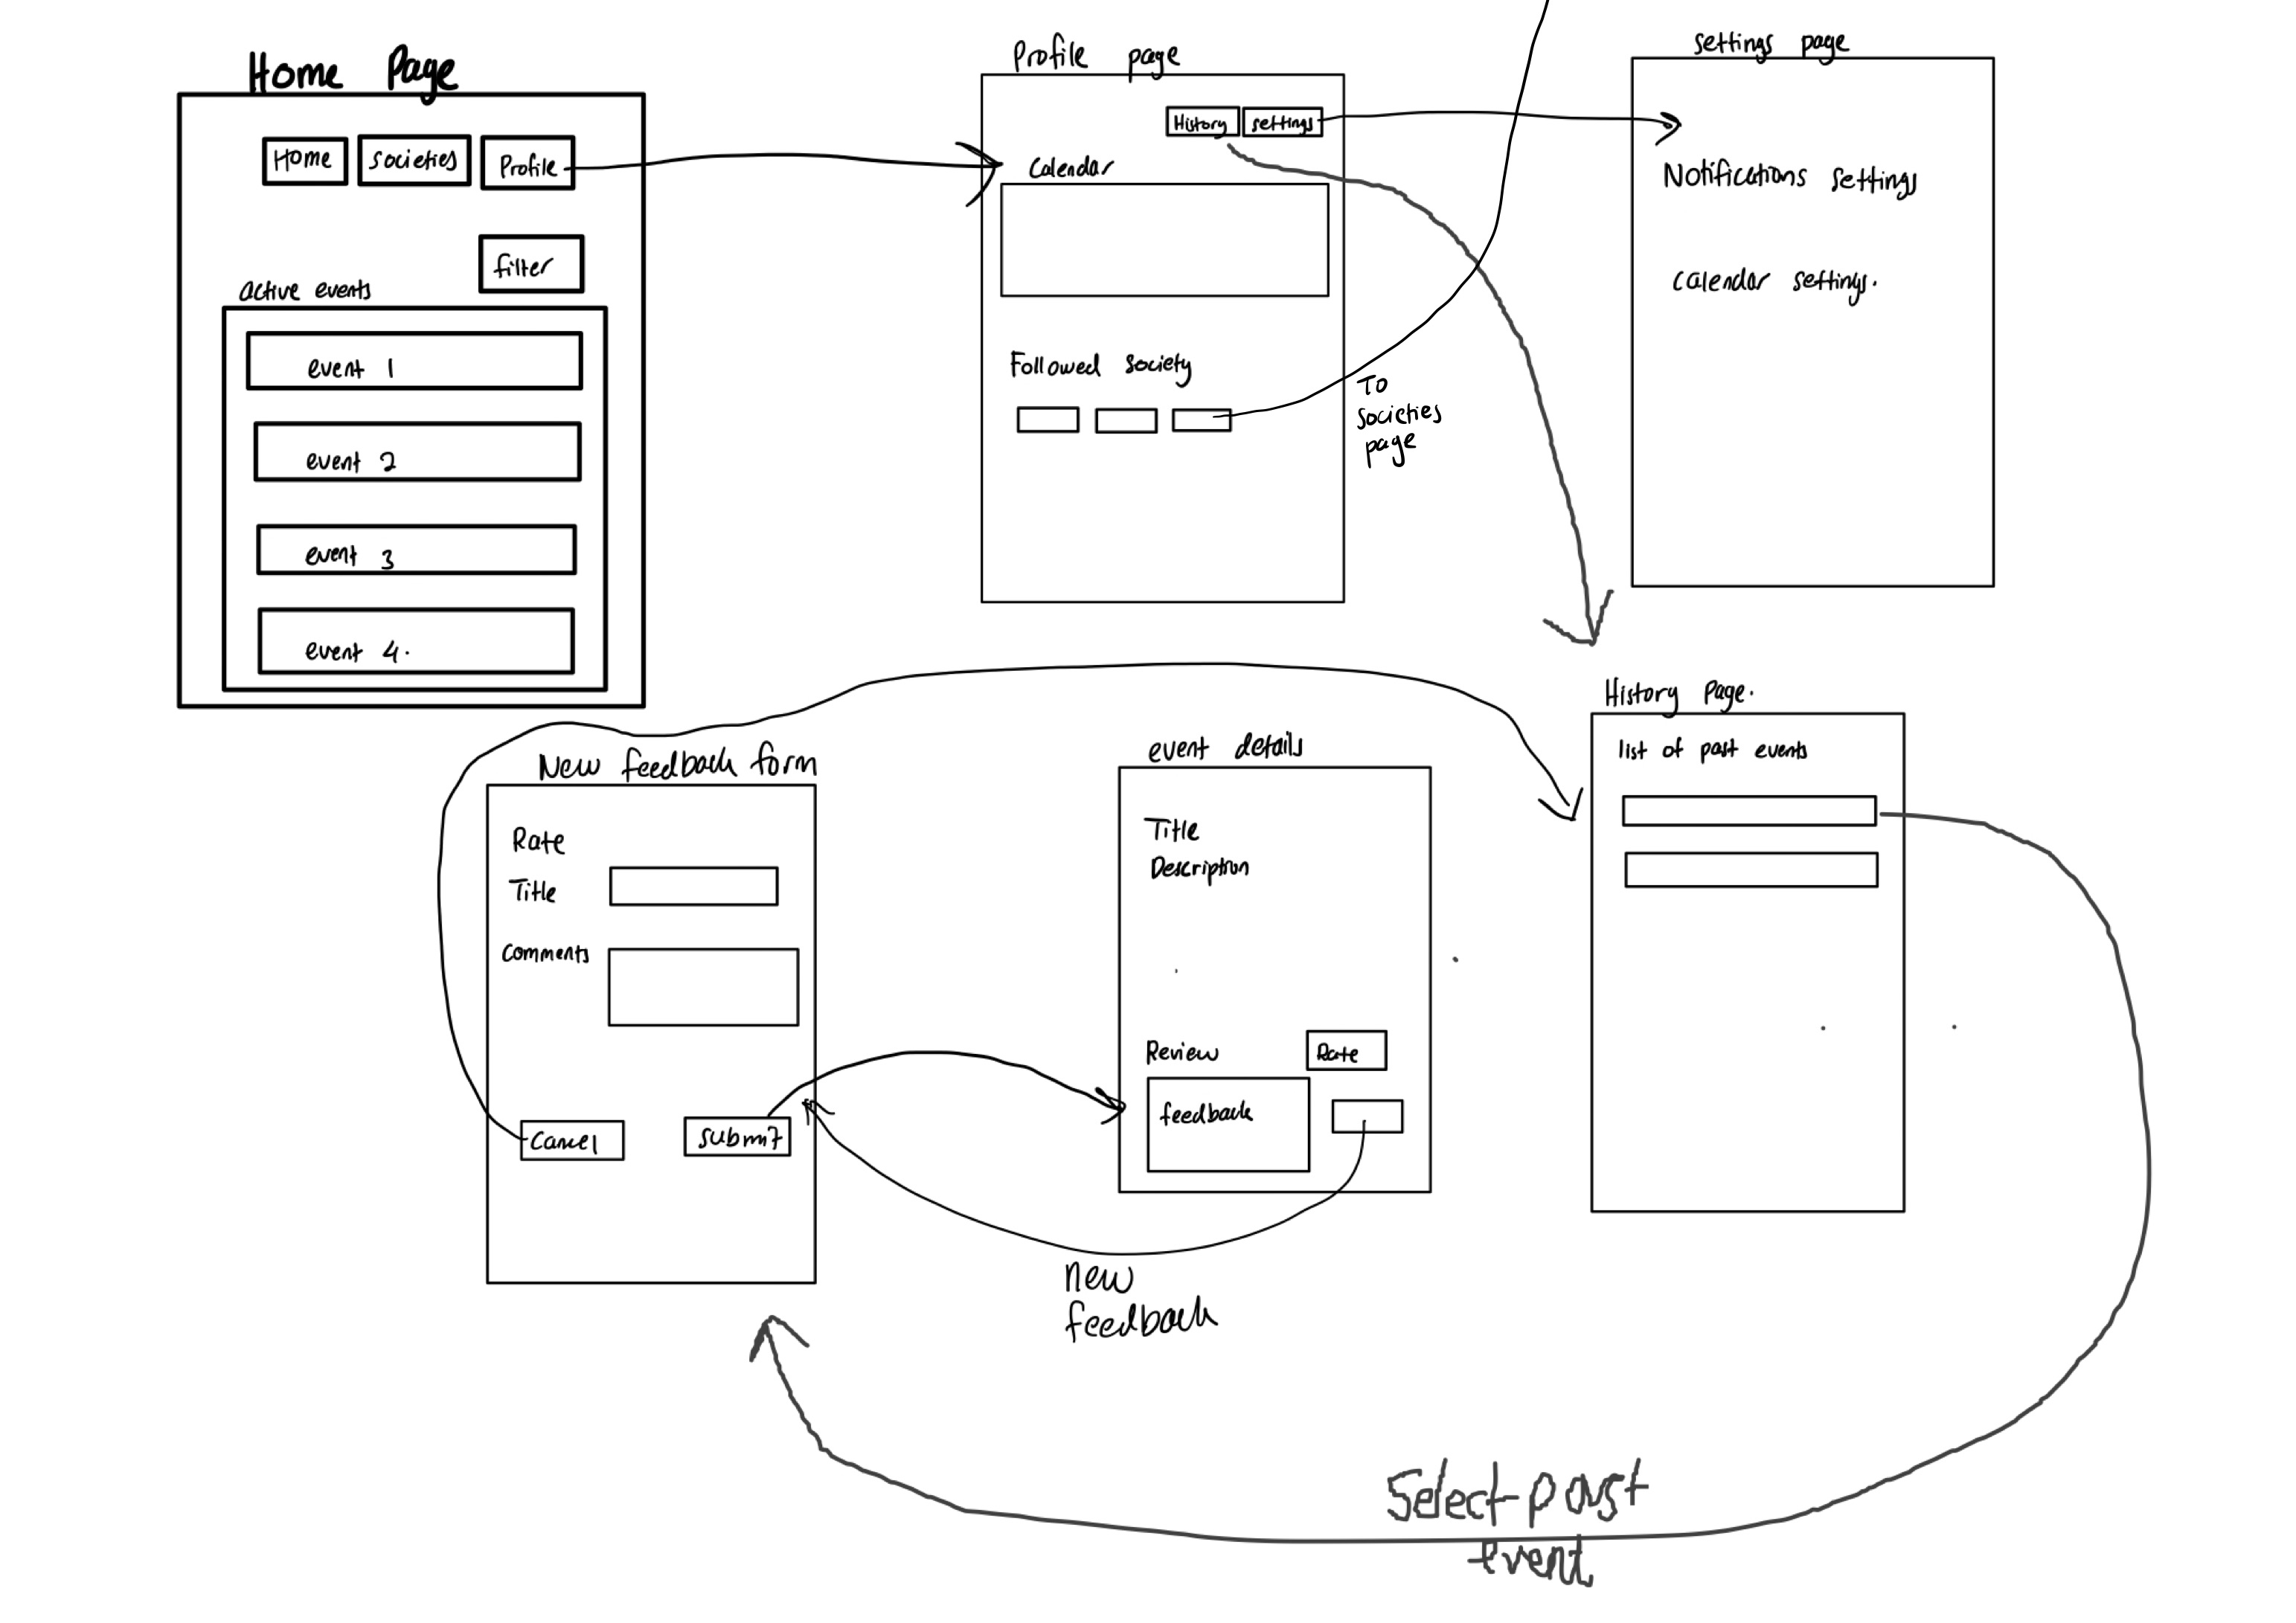 Home Page
Home
societies
Profile
filter
active events
event 1
event 2
event 3
event 4.
Profile page
History
settings
Calendar
Followed society
To
societies
page
settings page
Notifications settings
calendar settings.
New feedback form
Rate
Title
Comments
Cancel
submit
event details
Title
Description
Review
Rate
feedback
new
feedback
History Page.
list of past events
Select past
Event